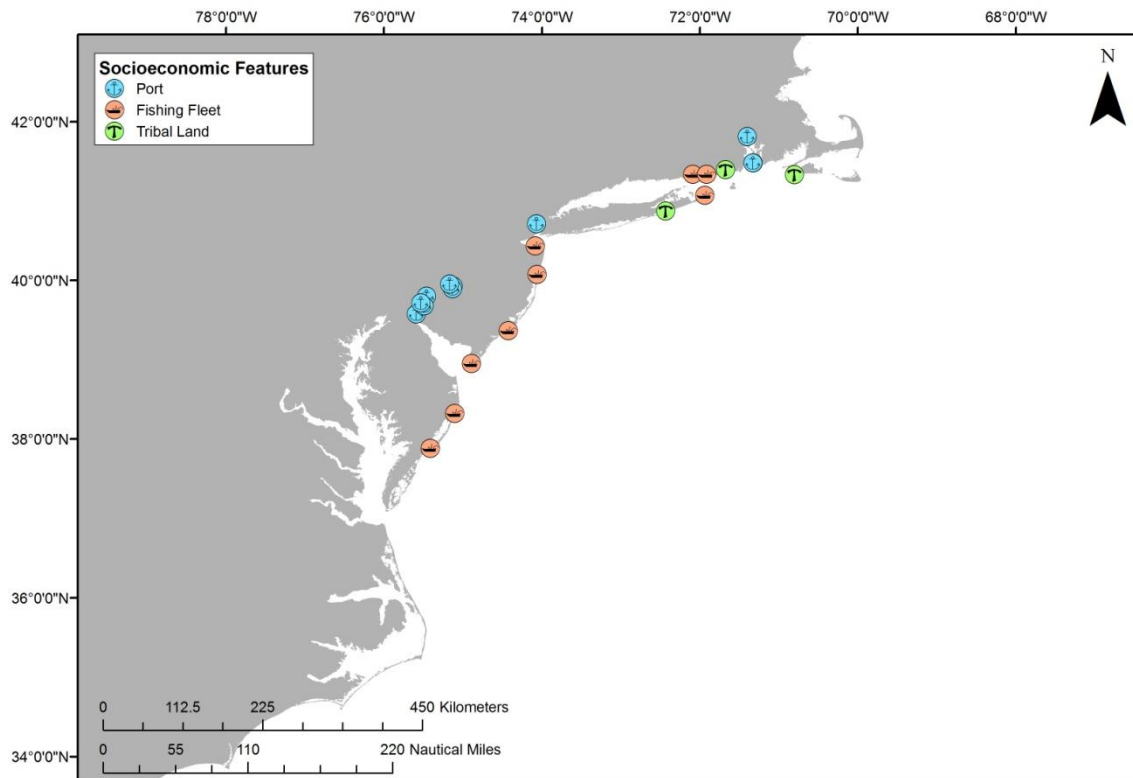 78°0'0"W 76°0'0"W 74°0'0"W 72°0'0"W 70°0'0"W 68°0'0"W
Socioeconomic Features
Port
Fishing Fleet
Tribal Land
N
42°0'0"N
40°0'0"N
38°0'0"N
36°0'0"N
34°0'0"N
0 112.5 225 450 Kilometers
0 55 110 220 Nautical Miles